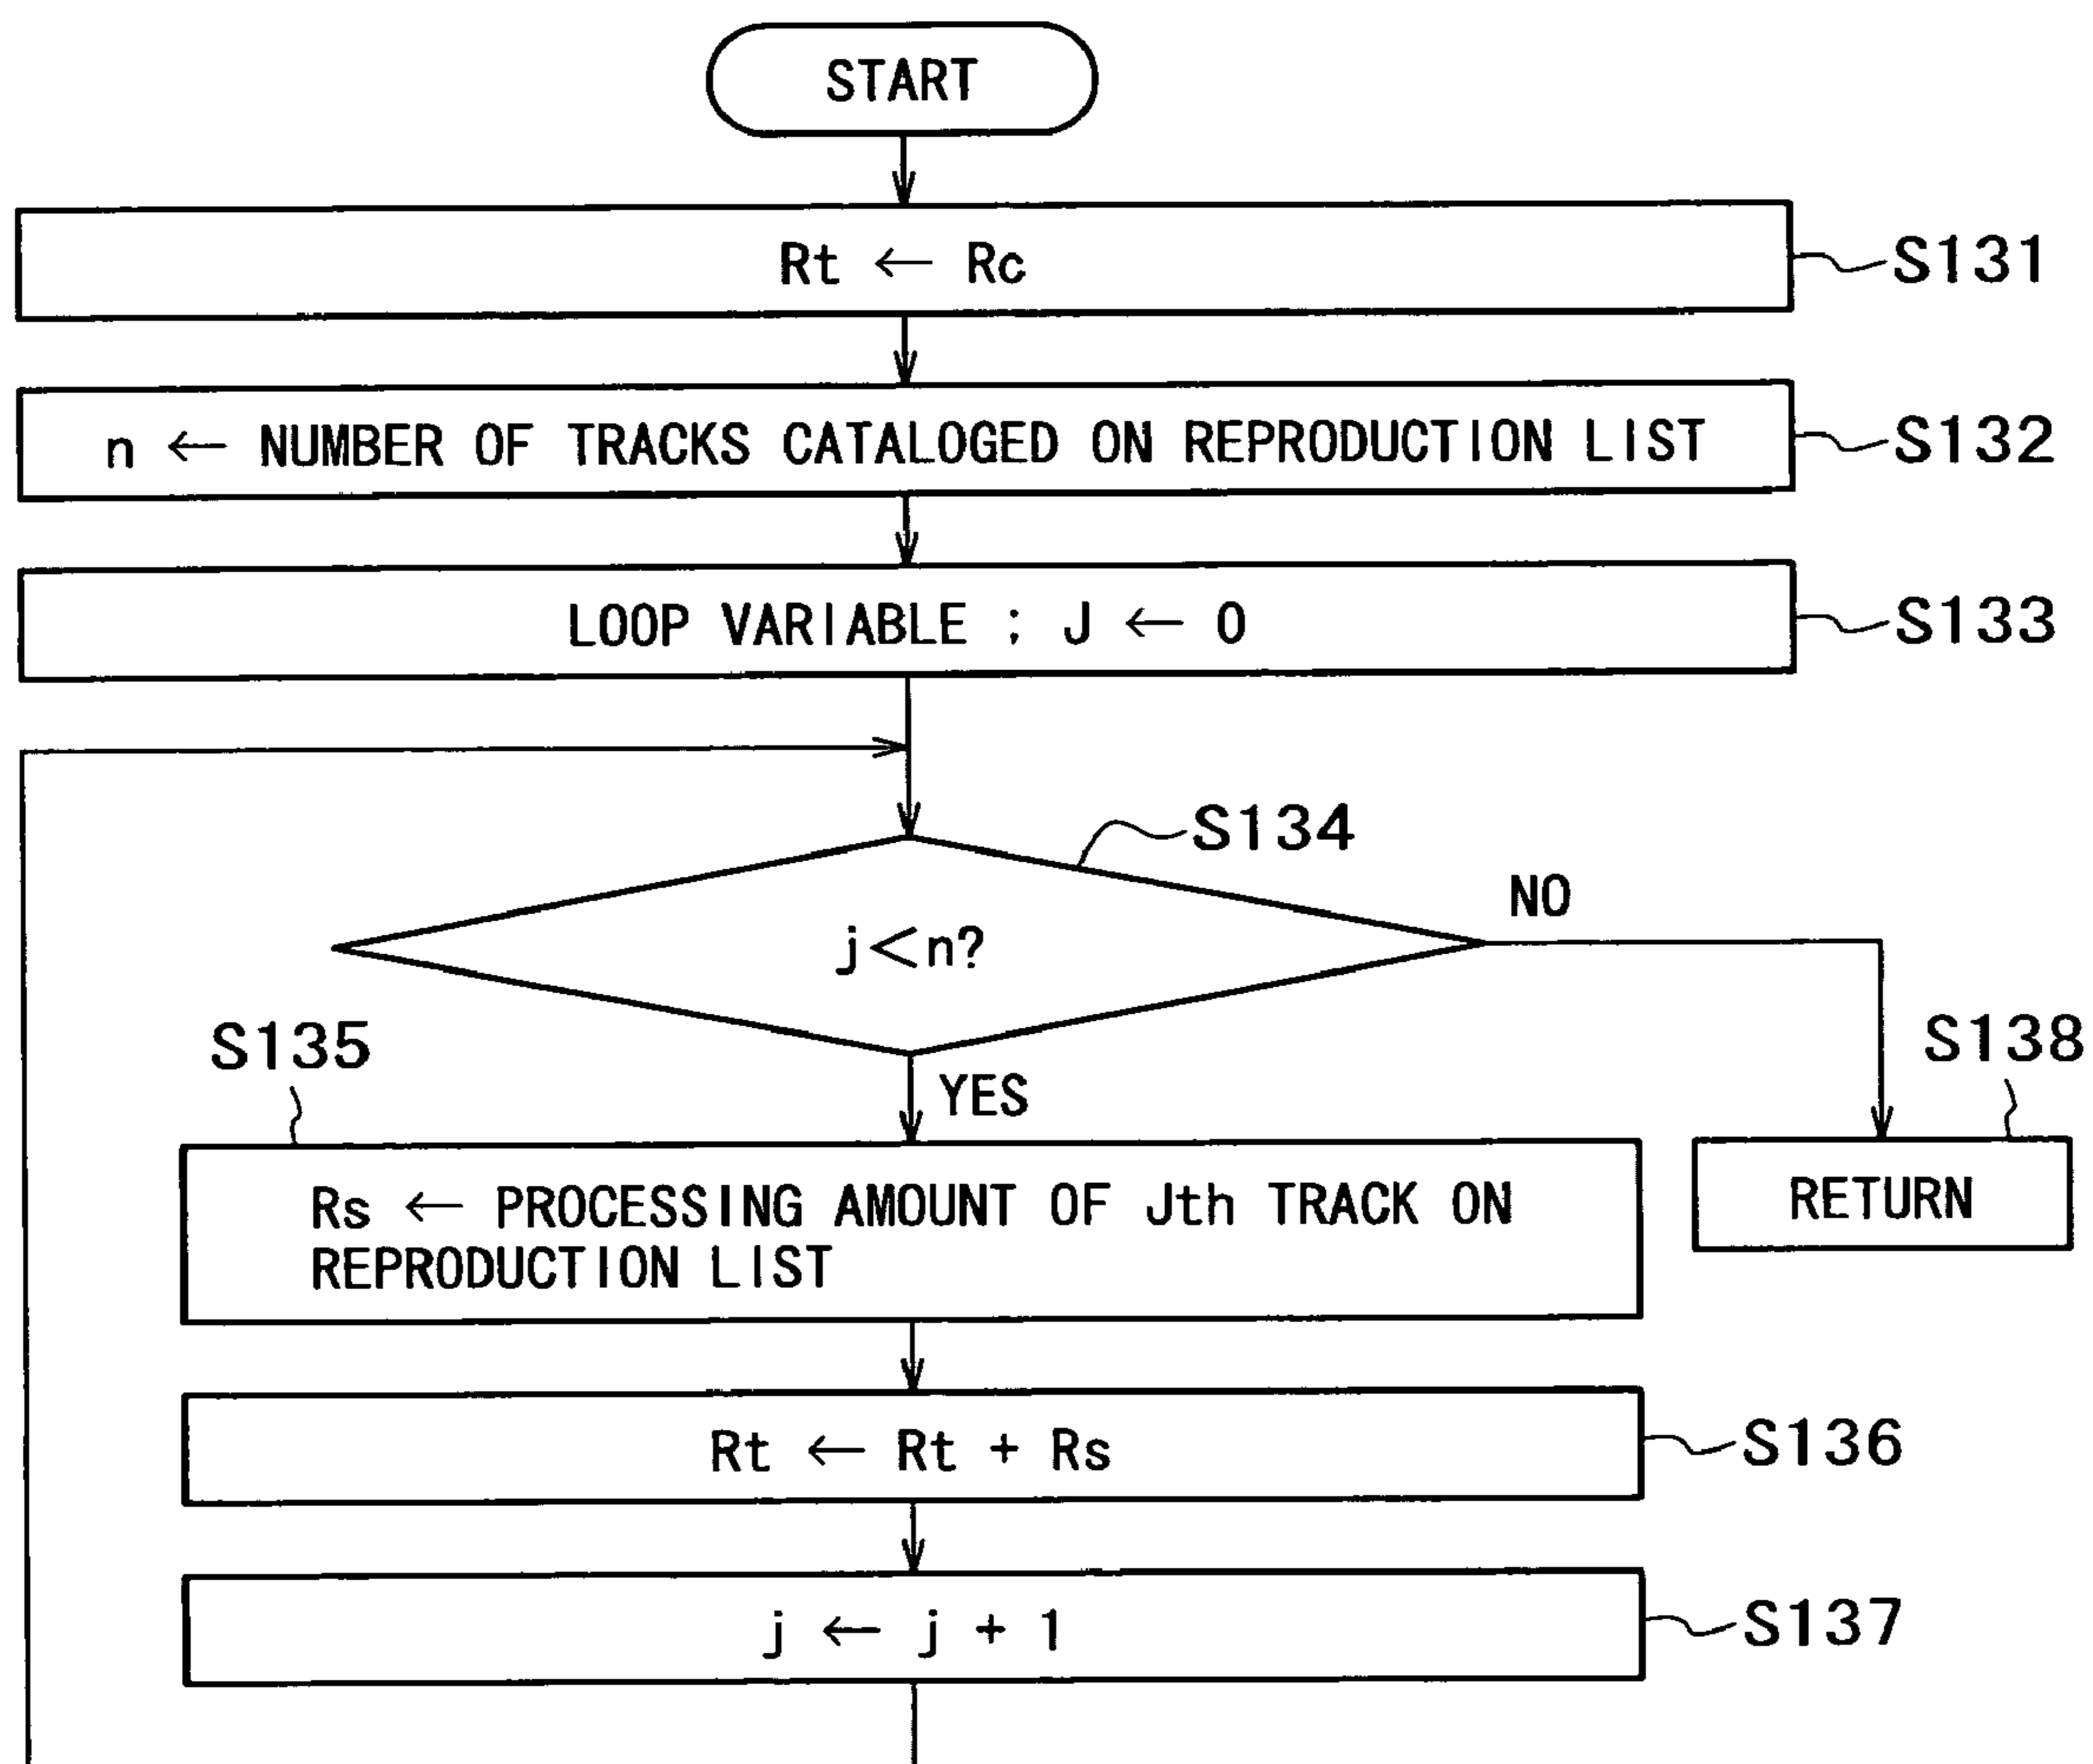 START
Rt ← Rc
S131
n ← NUMBER OF TRACKS CATALOGED ON REPRODUCTION LIST
S132
LOOP VARIABLE ; J ← 0
S133
S134
j<n?
NO
YES
S135
S138
Rs ← PROCESSING AMOUNT OF Jth TRACK ON
REPRODUCTION LIST
RETURN
Rt ← Rt + Rs
S136
j ← j + 1
S137